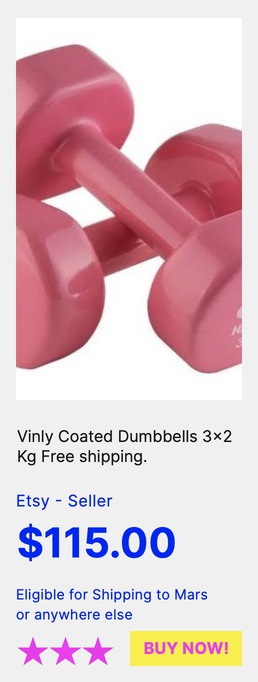 Vinly Coated Dumbbells 3×2
Kg Free shipping.
Etsy - Seller
$115.00
Eligible for Shipping to Mars
or anywhere else
BUY NOW!